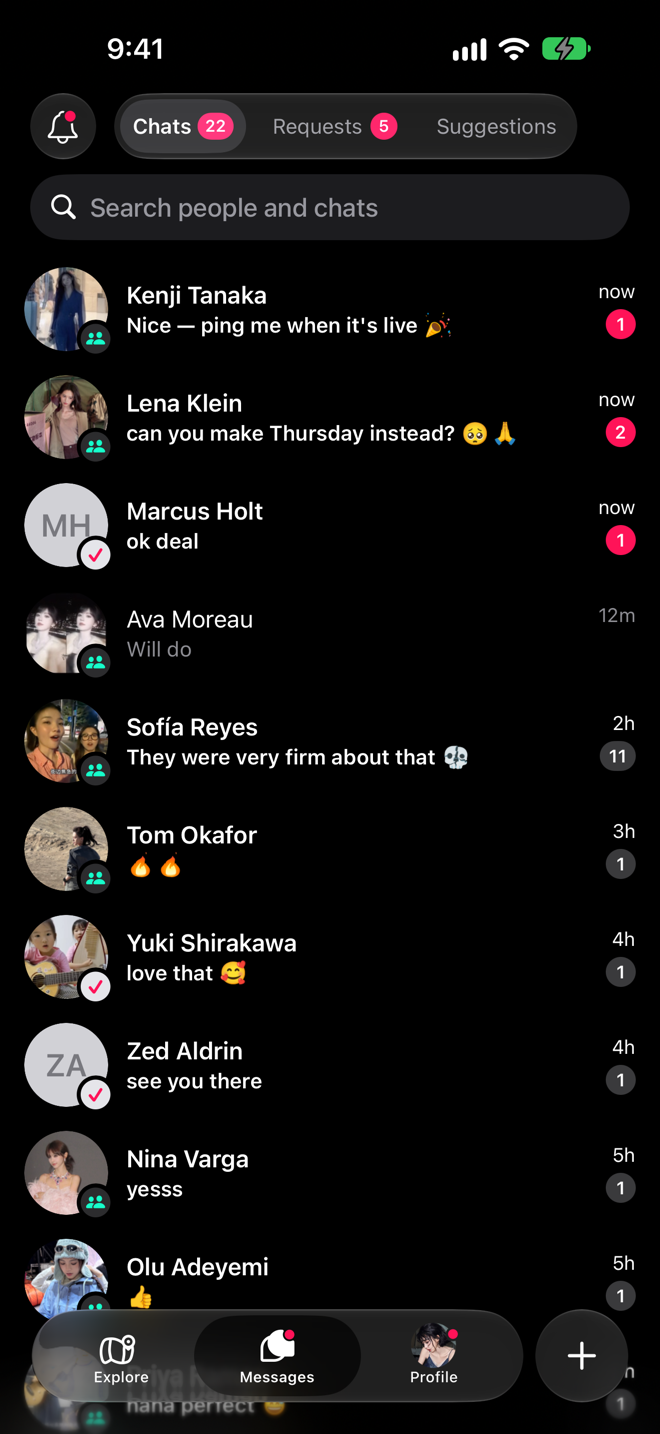 9:41
Chats 22
Requests 5
Suggestions
Search people and chats
Kenji Tanaka
now
Nice — ping me when it's live 🎉
1
Lena Klein
now
can you make Thursday instead? 🥺🙏
2
MH
Marcus Holt
now
ok deal
1
Ava Moreau
12m
Will do
Sofía Reyes
2h
They were very firm about that 💀
11
Tom Okafor
3h
🔥🔥
1
Yuki Shirakawa
4h
love that 🥰
1
ZA
Zed Aldrin
4h
see you there
1
Nina Varga
5h
yesss
1
Olu Adeyemi
5h
👍
1
Explore
Messages
Profile
haha perfect
1